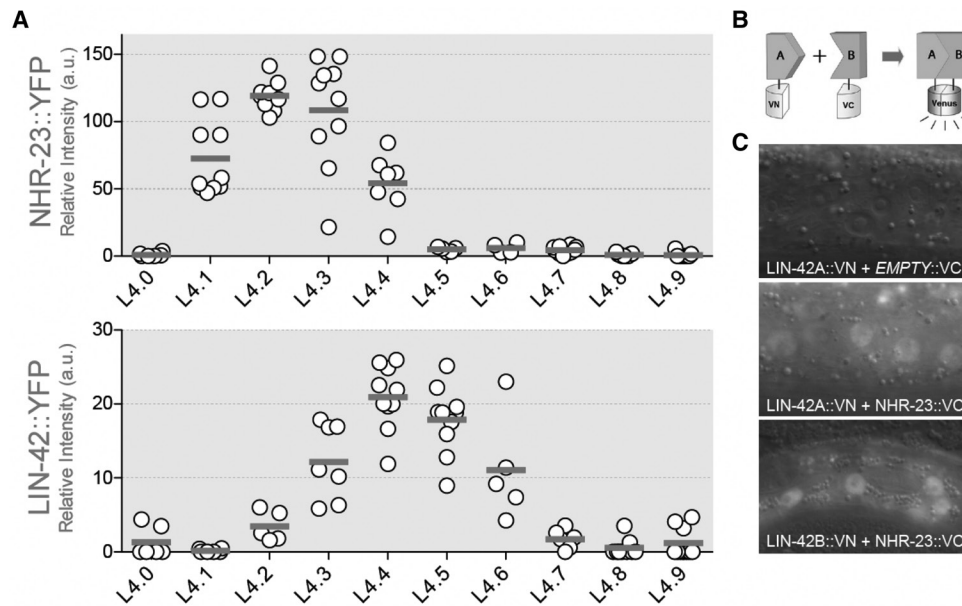 A
NHR-23::YFP
Relative Intensity (a.u.)
150
100
50
0
L4.0 L4.1 L4.2 L4.3 L4.4 L4.5 L4.6 L4.7 L4.8 L4.9
LIN-42::YFP
Relative Intensity (a.u.)
30
20
10
0
L4.0 L4.1 L4.2 L4.3 L4.4 L4.5 L4.6 L4.7 L4.8 L4.9
B
A + B A B
VN VC Venus
C
LIN-42A::VN + EMPTY::VC
LIN-42A::VN + NHR-23::VC
LIN-42B::VN + NHR-23::VC